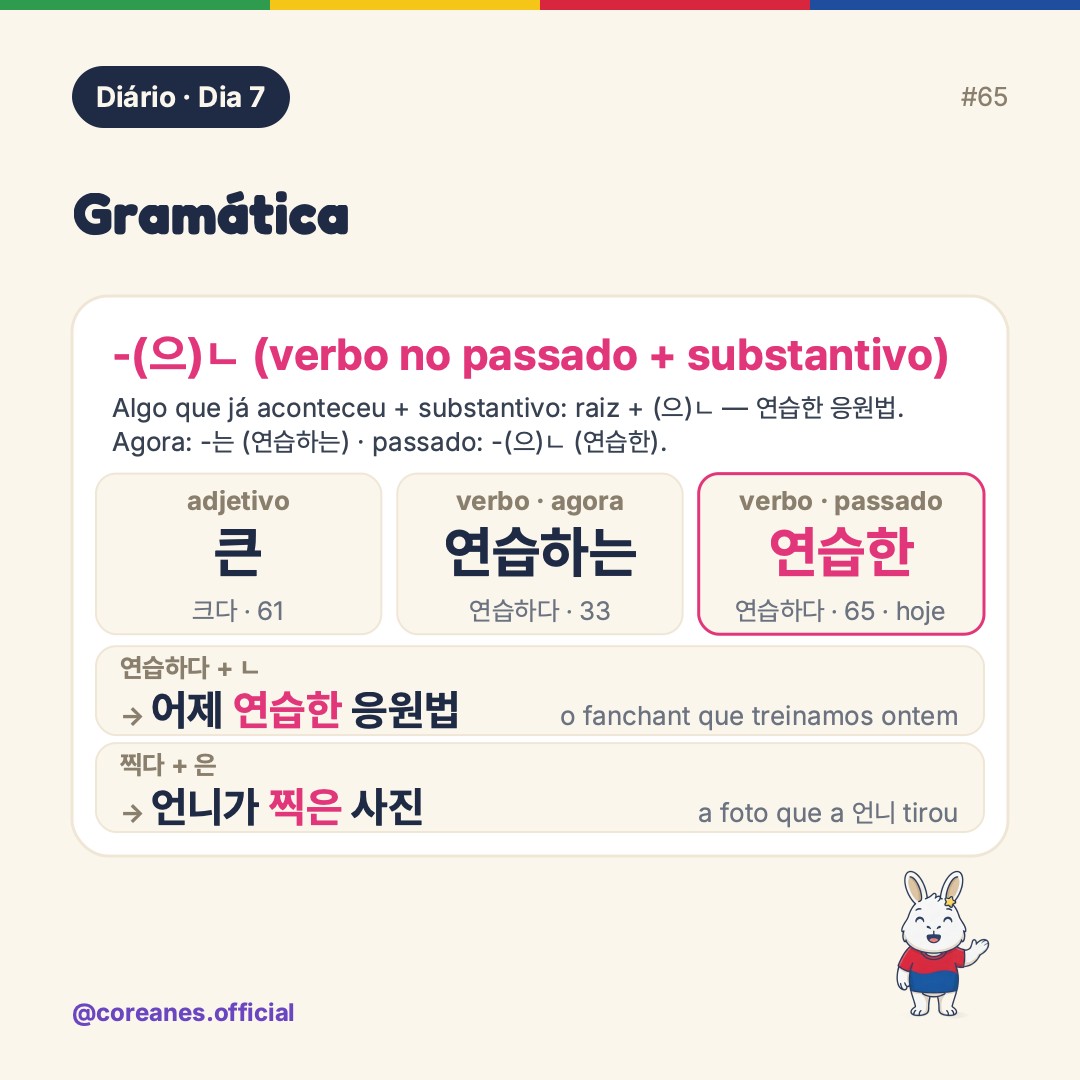 Diário · Dia 7
#65
Gramática
-(으)ㄴ (verbo no passado + substantivo)
Algo que já aconteceu + substantivo: raiz + (으)ㄴ — 연습한 응원법.
Agora: -는 (연습하는) · passado: -(으)ㄴ (연습한).
adjetivo
큰
크다 · 61
verbo · agora
연습하는
연습하다 · 33
verbo · passado
연습한
연습하다 · 65 · hoje
연습하다 + ㄴ
→ 어제 연습한 응원법
o fanchant que treinamos ontem
찍다 + 은
→ 언니가 찍은 사진
a foto que a 언니 tirou
@coreanes.official